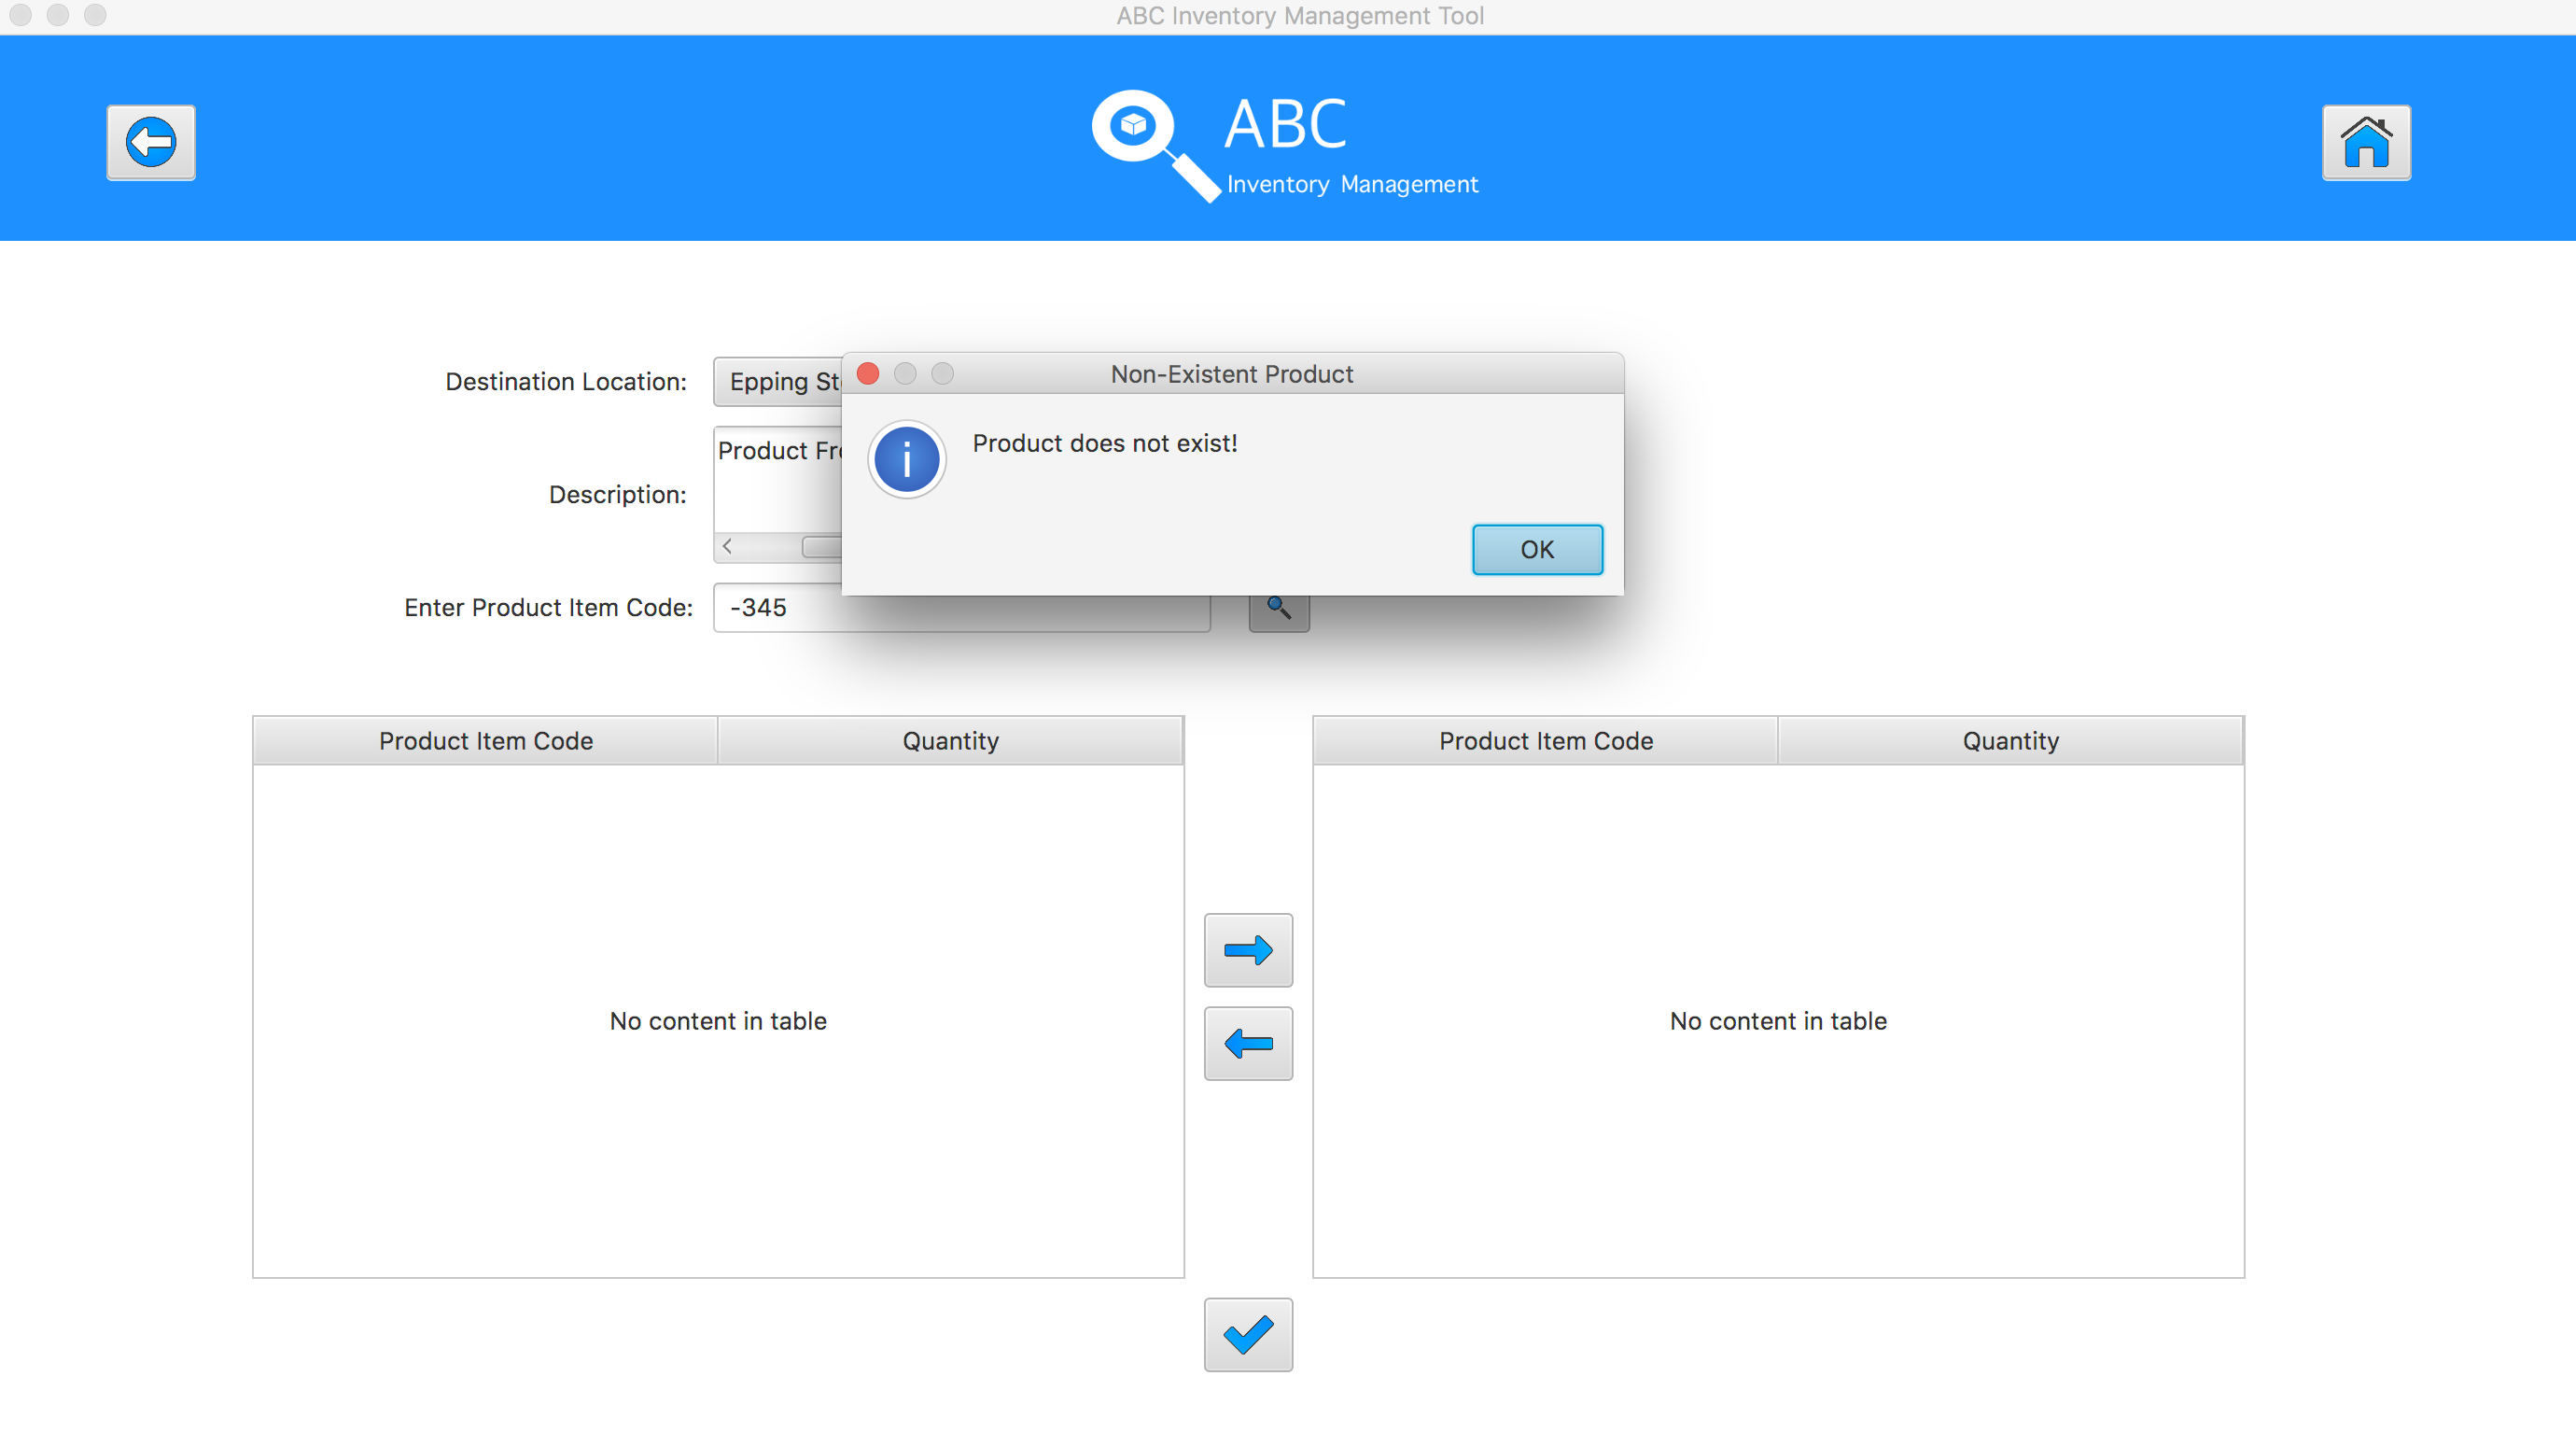 ABC Inventory Management Tool
ABC
Inventory Management
Destination Location:
Epping
Non-Existent Product
Product does not exist!
OK
Description:
Product
Enter Product Item Code:
-345
Product Item Code
Quantity
Product Item Code
Quantity
No content in table
No content in table